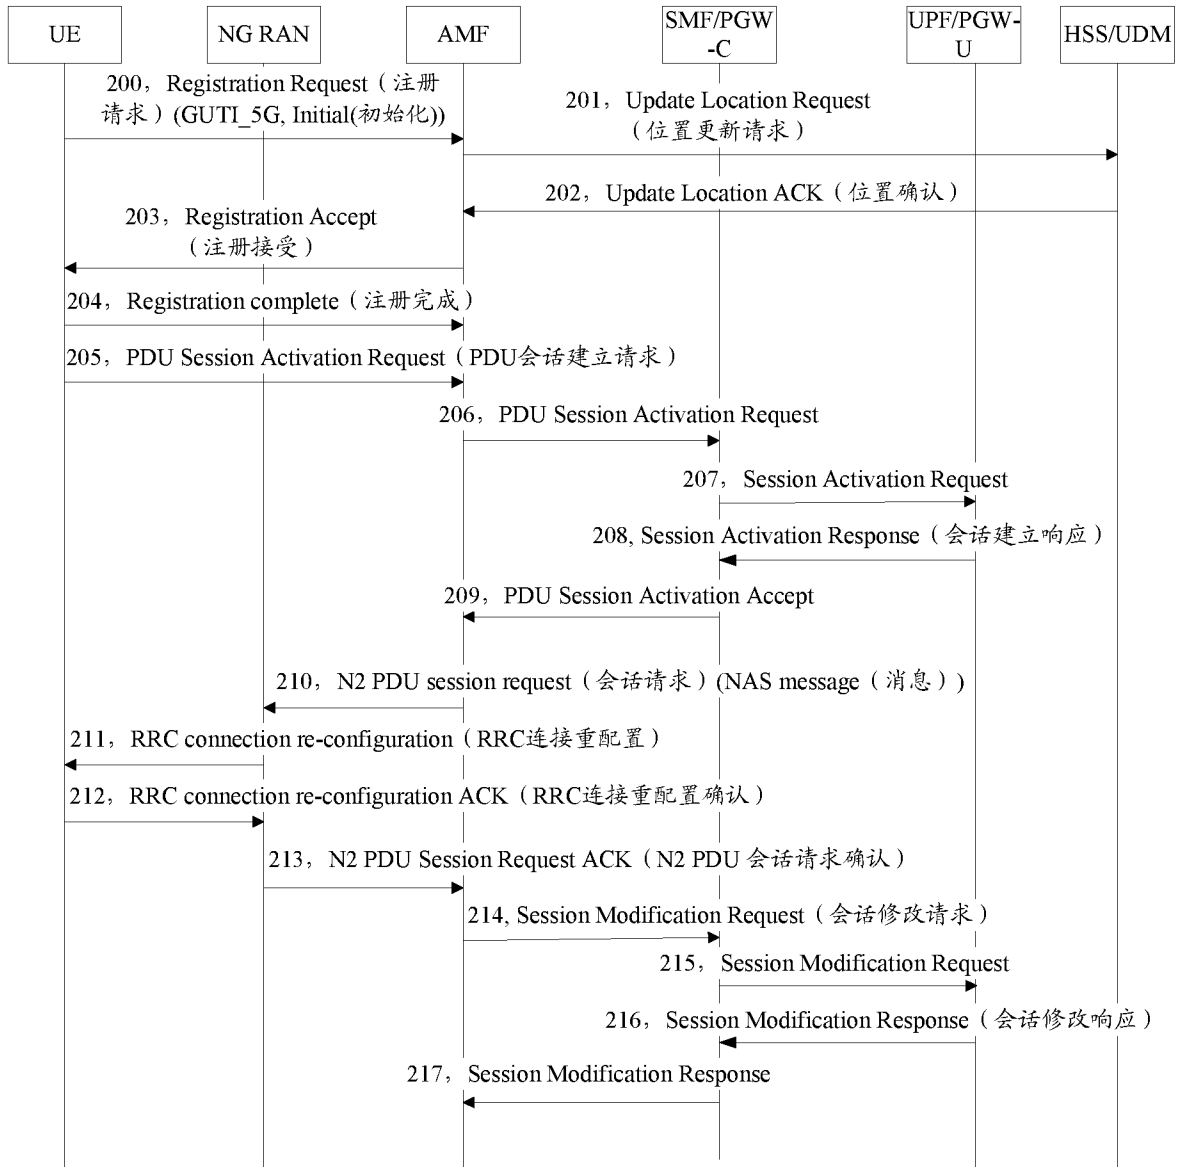 UE
NG RAN
AMF
SMF/PGW
-C
UPF/PGW-
U
HSS/UDM
200，Registration Request（注册
请求）(GUTI_5G, Initial(初始化))
201，Update Location Request
（位置更新请求）
202，Update Location ACK（位置确认）
203，Registration Accept
（注册接受）
204，Registration complete（注册完成）
205，PDU Session Activation Request（PDU会话建立请求）
206，PDU Session Activation Request
207，Session Activation Request
208, Session Activation Response（会话建立响应）
209，PDU Session Activation Accept
210，N2 PDU session request（会话请求）(NAS message（消息）)
211，RRC connection re-configuration（RRC连接重配置）
212，RRC connection re-configuration ACK（RRC连接重配置确认）
213，N2 PDU Session Request ACK（N2 PDU 会话请求确认）
214, Session Modification Request（会话修改请求）
215，Session Modification Request
216，Session Modification Response（会话修改响应）
217，Session Modification Response